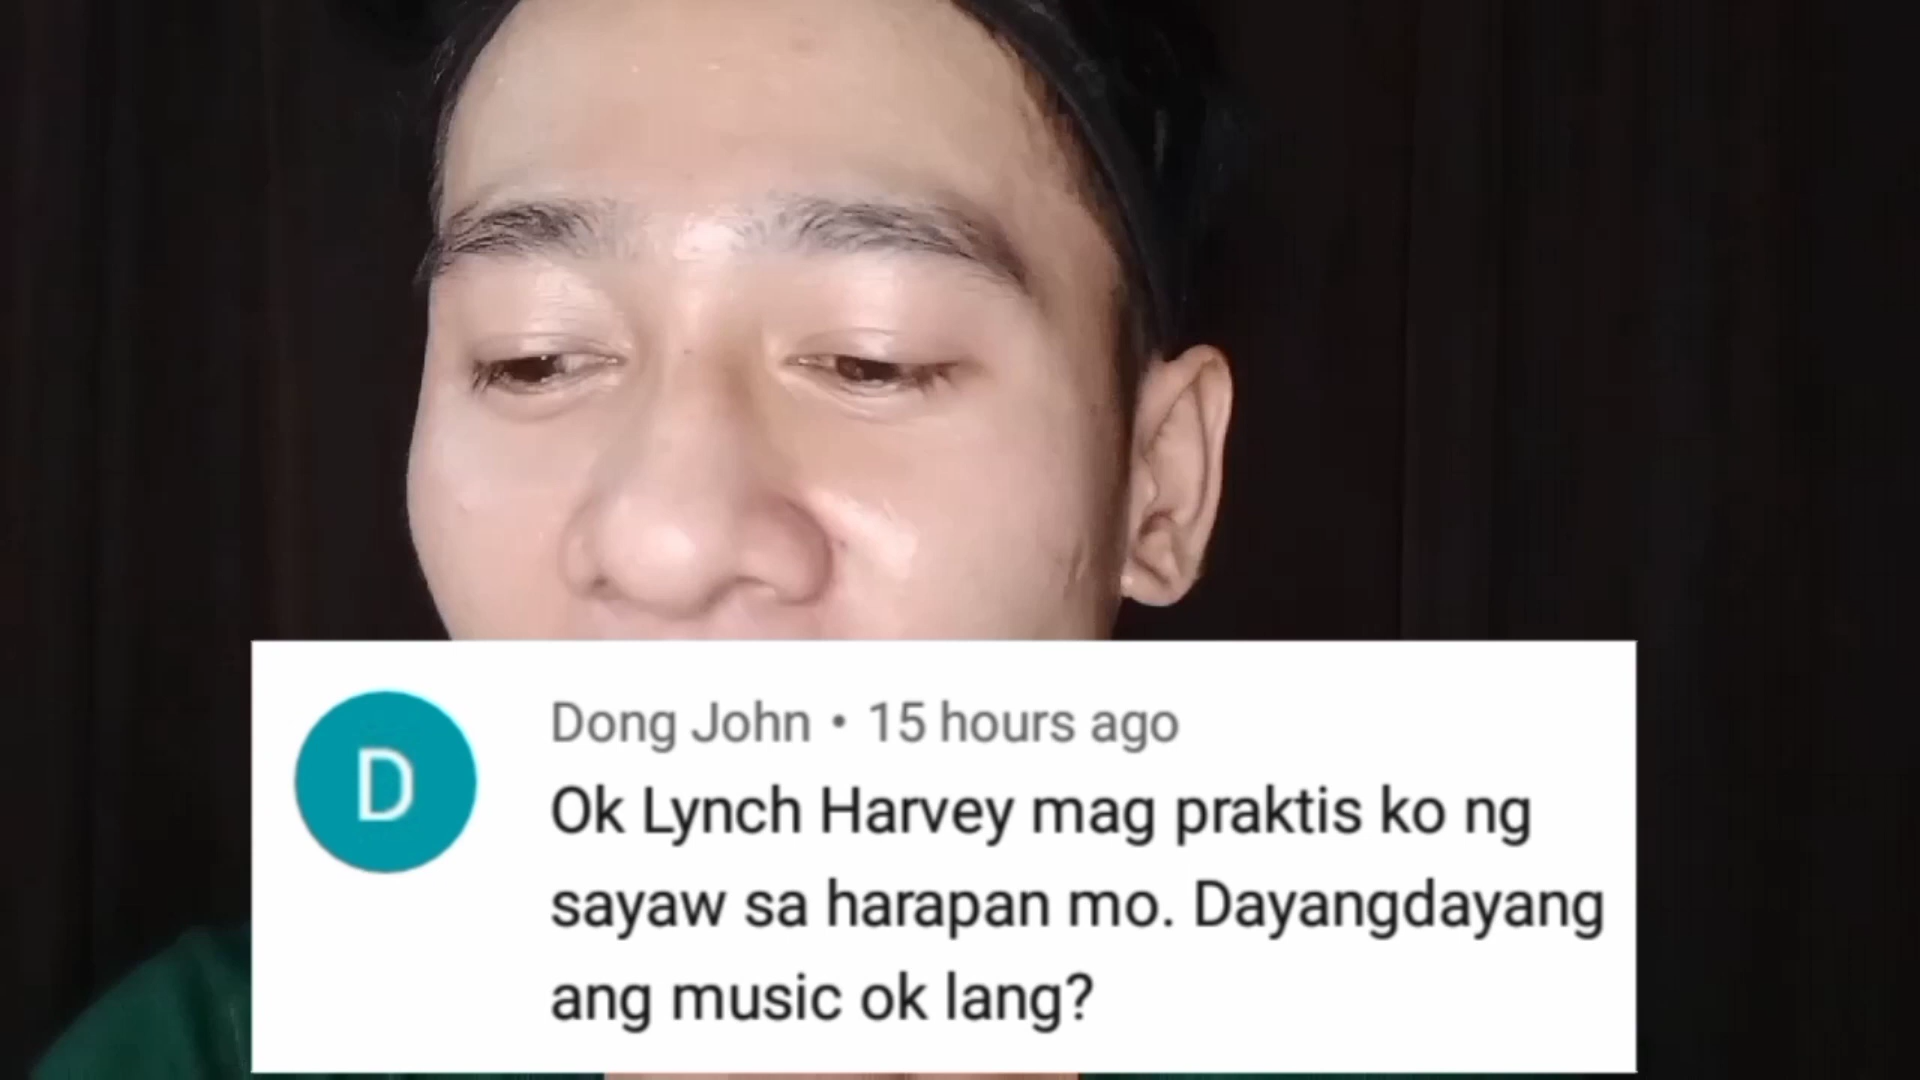 D
Dong John • 15 hours ago
Ok Lynch Harvey mag praktis ko ng
sayaw sa harapan mo. Dayangdayang
ang music ok lang?